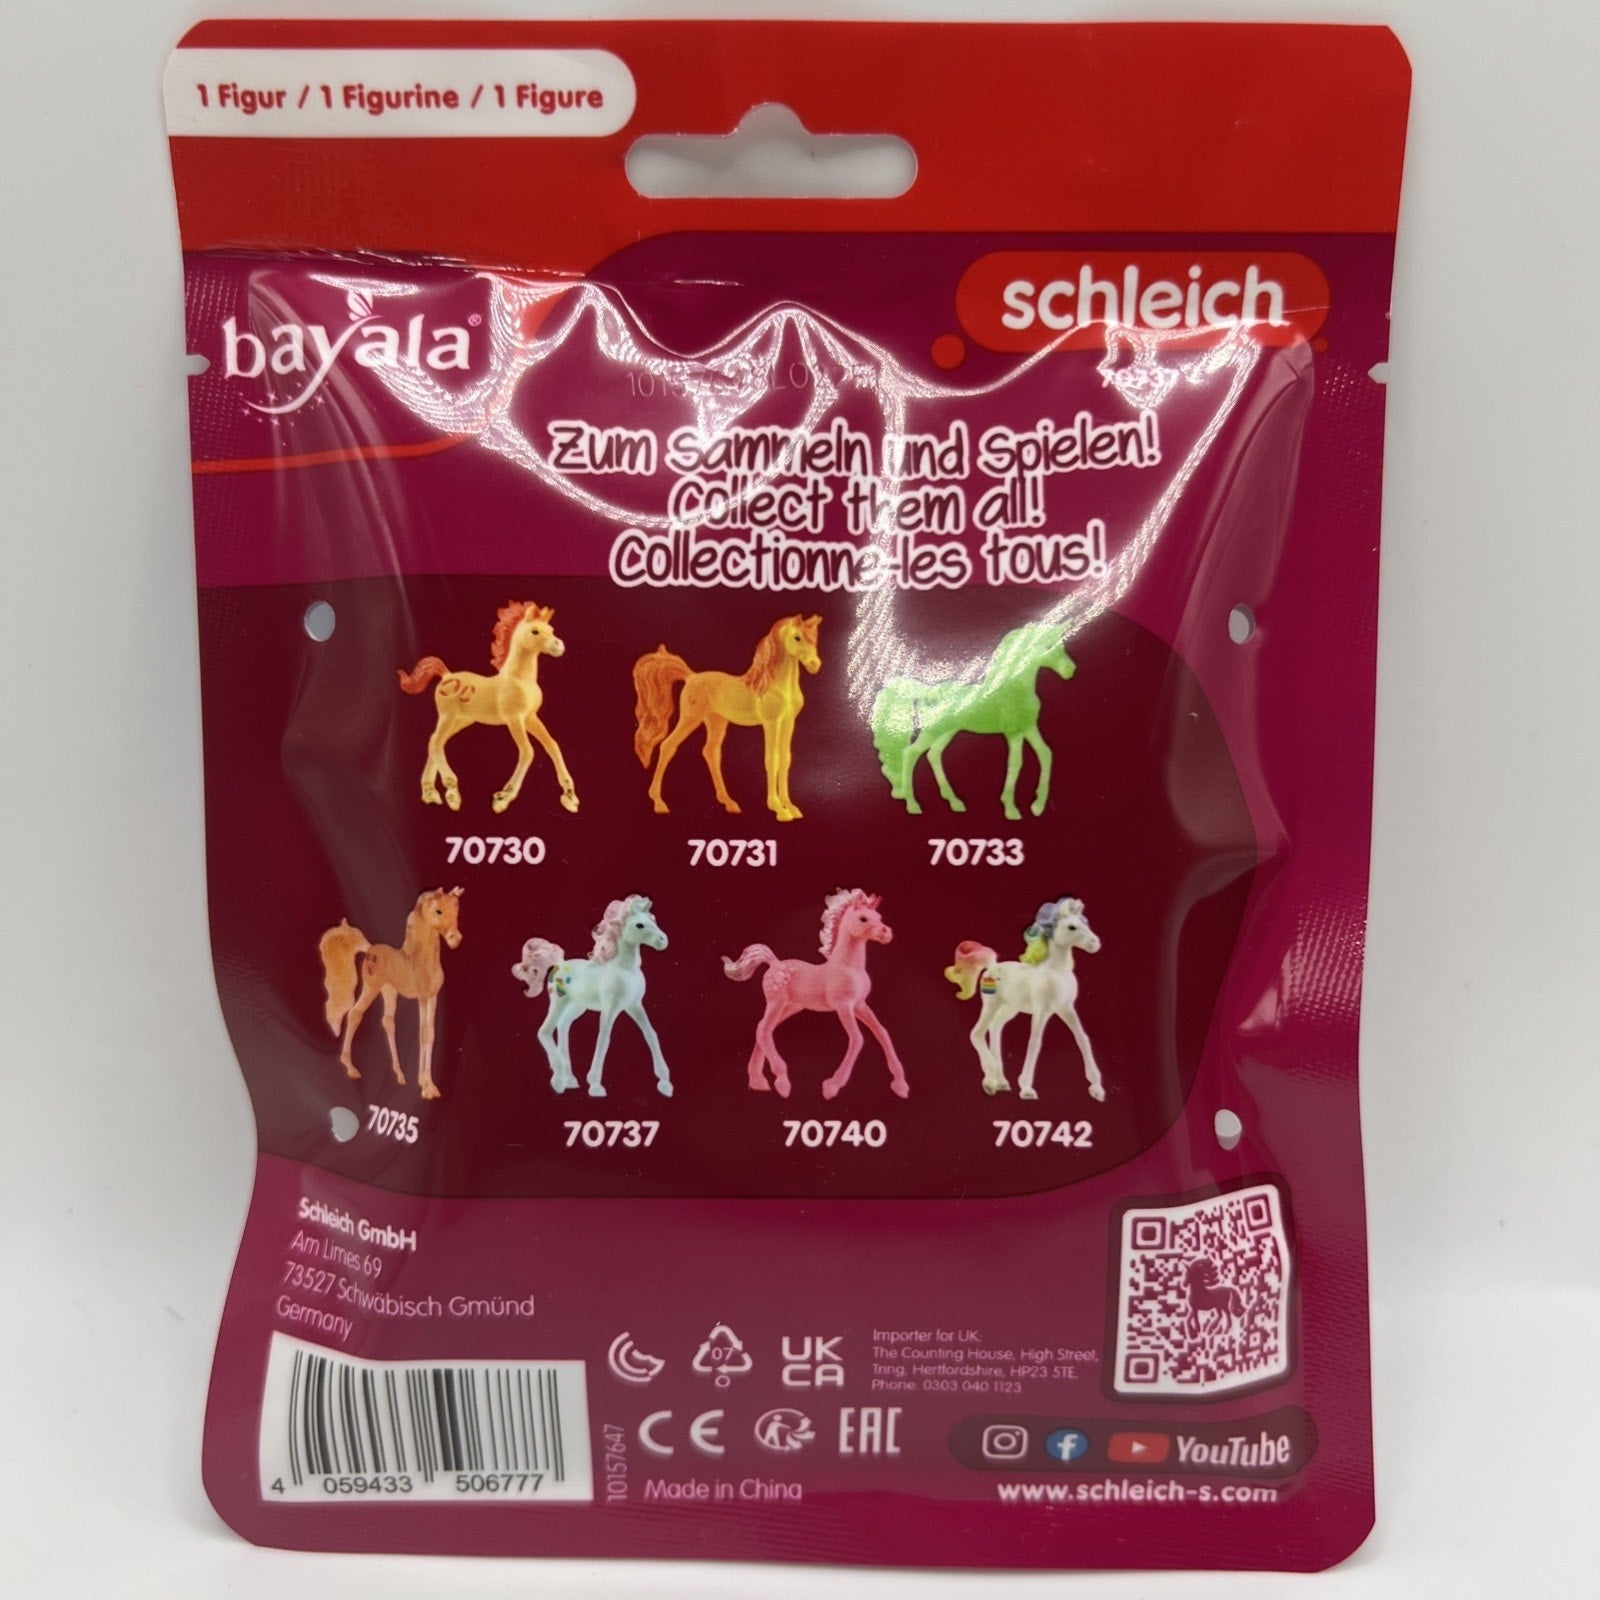 1 Figur / 1 Figurine / 1 Figure
bayala®
schleich®
70737
Zum Sammeln und Spielen!
Collect them all!
Collectionne-les tous!
70730
70731
70733
70735
70737
70740
70742
Schleich GmbH
Am Limes 69
73527 Schwäbisch Gmünd
Germany
4 059433 506777
10157647
07
UK
CA
Importer for UK:
The Counting House, High Street,
Tring, Hertfordshire, HP23 5TE,
Phone: 0303 040 1123
CE
EAC
Made in China
YouTube
www.schleich-s.com